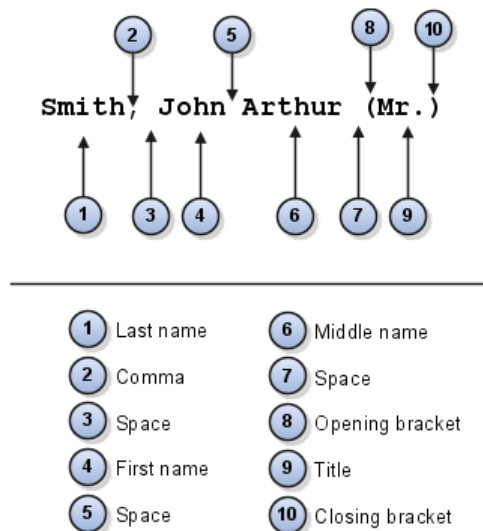 2 5 8 10
Smith, John Arthur (Mr.)
1 3 4 6 7 9
1 Last name
2 Comma
3 Space
4 First name
5 Space
6 Middle name
7 Space
8 Opening bracket
9 Title
10 Closing bracket